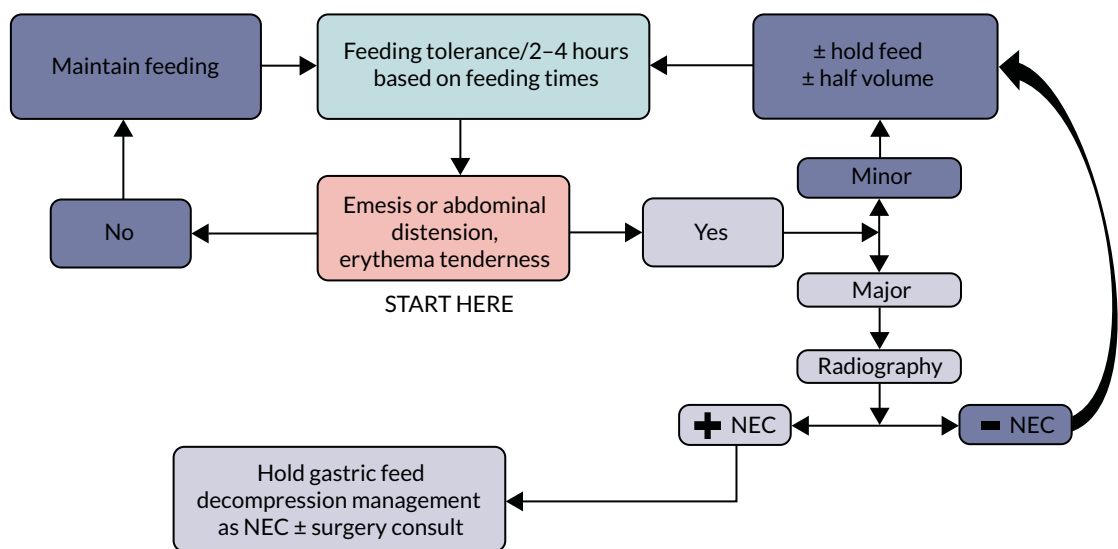 Maintain feeding
Feeding tolerance/2–4 hours
based on feeding times
± hold feed
± half volume
Minor
No
Emesis or abdominal
distension,
erythema tenderness
Yes
START HERE
Major
Radiography
+ NEC
- NEC
Hold gastric feed
decompression management
as NEC ± surgery consult